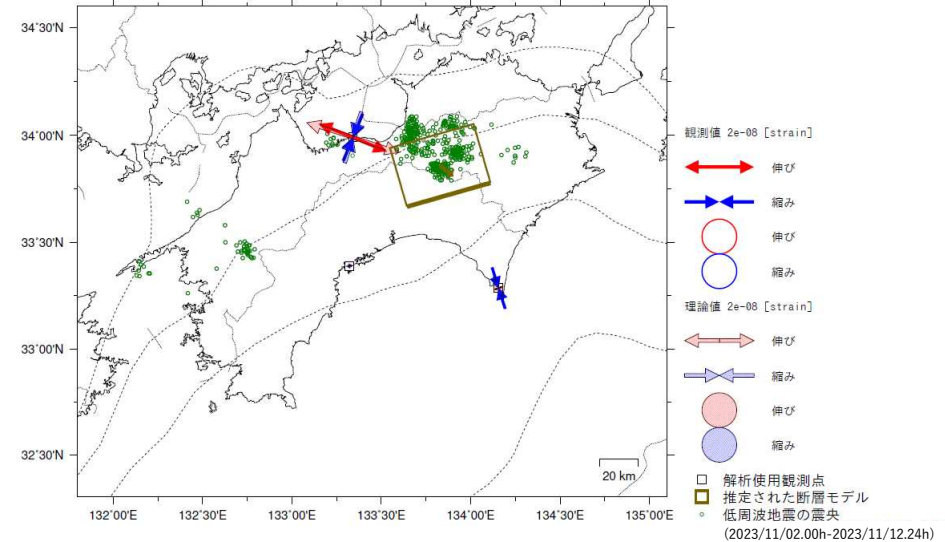 34°30'N
34°00'N
33°30'N
33°00'N
32°30'N
132°00'E
132°30'E
133°00'E
133°30'E
134°00'E
134°30'E
135°00'E
20 km
観測値 2e-08 [strain]
伸び
縮み
伸び
縮み
理論値 2e-08 [strain]
伸び
縮み
伸び
縮み
解析使用観測点
推定された断層モデル
低周波地震の震央
(2023/11/02.00h-2023/11/12.24h)